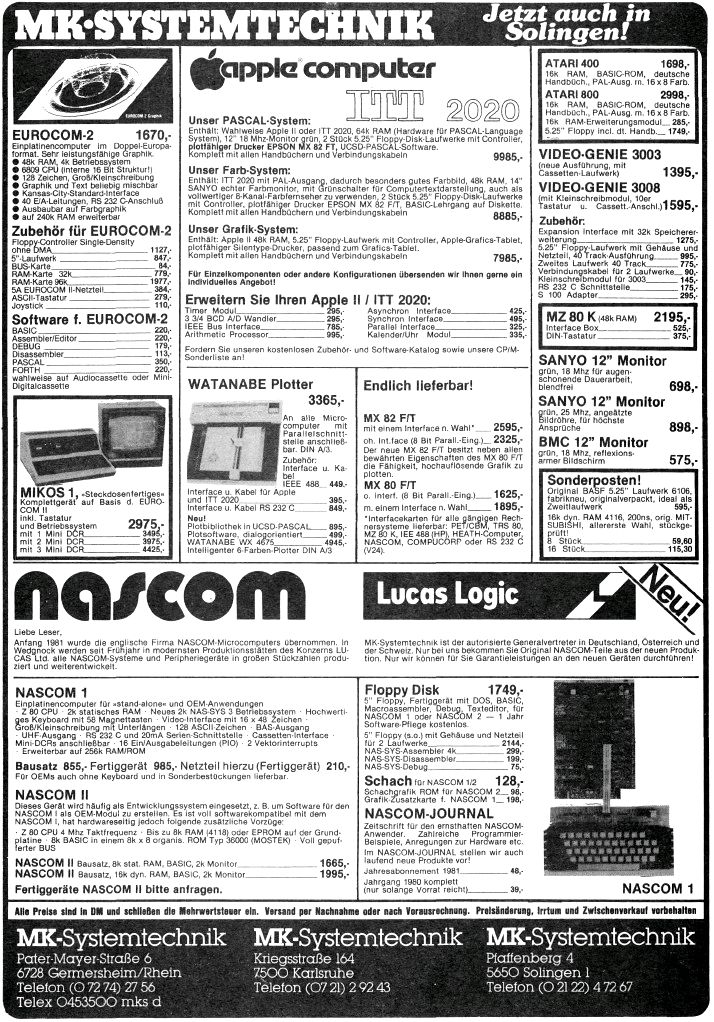 MK-SYSTEMTECHNIK
Jetzt auch in
Solingen!
EUROCOM-2 Graphik
EUROCOM-2 1670,-
Einplatinencomputer im Doppel-Europa-
format. Sehr leistungsfähige Graphik.
● 48k RAM, 4k Betriebssystem
● 6809 CPU (interne 16 Bit Struktur!)
● 128 Zeichen, Groß/Kleinschreibung
● Graphik und Text beliebig mischbar
● Kansas-City-Standard-Interface
● 40 E/A-Leitungen, RS 232 C-Anschluß
● Ausbaubar auf Farbgraphik
● auf 240k RAM erweiterbar
Zubehör für EUROCOM-2
Floppy-Controller Single-Density
ohne DMA 1127,-
5"-Laufwerk 847,-
BUS-Karte 84,-
RAM-Karte 32k 779,-
RAM-Karte 96k 1977,-
5A EUROCOM II-Netzteil 384,-
ASCII-Tastatur 279,-
Joystick 110,-
Software f. EUROCOM-2
BASIC 220,-
Assembler/Editor 220,-
DEBUG 179,-
Disassembler 113,-
PASCAL 350,-
FORTH 220,-
wahlweise auf Audiocassette oder Mini-
Digitalcassette
MIKOS 1, »Steckdosenfertiges«
Komplettgerät auf Basis d. EURO-
COM II
inkl. Tastatur
und Betriebssystem 2975,-
mit 1 Mini DCR 3495,-
mit 2 Mini DCR 3975,-
mit 3 Mini DCR 4425,-
apple computer
ITT 2020
Unser PASCAL-System:
Enthält: Wahlweise Apple II oder ITT 2020, 64k RAM (Hardware für PASCAL-Language
System), 12" 18 Mhz-Monitor grün, 2 Stück 5.25" Floppy-Disk-Laufwerke mit Controller,
plotfähiger Drucker EPSON MX 82 FT, UCSD-PASCAL-Software.
Komplett mit allen Handbüchern und Verbindungskabeln 9985,-
Unser Farb-System:
Enthält: ITT 2020 mit PAL-Ausgang, dadurch besonders gutes Farbbild, 48k RAM, 14"
SANYO echter Farbmonitor, mit Grünschalter für Computertextdarstellung, auch als
vollwertiger 8-Kanal-Farbfernseher zu verwenden, 2 Stück 5.25" Floppy-Disk-Laufwerke
mit Controller, plotfähiger Drucker EPSON MX 82 F/T, BASIC-Lehrgang auf Diskette.
Komplett mit allen Handbüchern und Verbindungskabeln 8885,-
Unser Grafik-System:
Enthält: Apple II 48k RAM, 5.25" Floppy-Laufwerk mit Controller, Apple-Grafics-Tablet,
plotfähiger Silentype-Drucker, passend zum Grafics-Tablet.
Komplett mit allen Handbüchern und Verbindungskabeln 7985,-
Für Einzelkomponenten oder andere Konfigurationen übersenden wir Ihnen gerne ein
individuelles Angebot!
Erweitern Sie Ihren Apple II / ITT 2020:
Timer Modul 295,-
3 3/4 BCD A/D Wandler 295,-
IEEE Bus Interface 785,-
Arithmetic Processor 995,-
Asynchron Interface 425,-
Synchron Interface 495,-
Parallel Interface 325,-
Kalender/Uhr Modul 335,-
Fordern Sie unseren kostenlosen Zubehör- und Software-Katalog sowie unsere CP/M-
Sonderliste an!
WATANABE Plotter
3365,-
An alle Micro-
computer mit
Parallelschnitt-
stelle anschließ-
bar. DIN A/3.
Zubehör:
Interface u. Ka-
bel
IEEE 488 449,-
Interface u. Kabel für Apple
und ITT 2020 395,-
Interface u. Kabel RS 232 C 849,-
Neu!
Plotbibliothek in UCSD-PASCAL 895,-
Plotsoftware, dialogorientiert 499,-
WATANABE WX 4675 4945,-
Intelligenter 6-Farben-Plotter DIN A/3
Endlich lieferbar!
MX 82 F/T
mit einem Interface n. Wahl* 2595,-
oh. Int.face (8 Bit Parall.-Eing.) 2325,-
Der neue MX 82 F/T besitzt neben allen
bewährten Eigenschaften des MX 80 F/T
die Fähigkeit, hochauflösende Grafik zu
plotten.
MX 80 F/T
o. Interf. (8 Bit Parall.-Eing.) 1625,-
m. einem Interface n. Wahl 1895,-
*Interfacekarten für alle gängigen Rech-
nersysteme lieferbar: PET/CBM, TRS 80,
MZ 80 K, IEE 488 (HP), HEATH-Computer,
NASCOM, COMPUCORP oder RS 232 C
(V24).
ATARI 400 1698,-
16k RAM, BASIC-ROM, deutsche
Handbüch., PAL-Ausg. m. 16 x 8 Farb.
ATARI 800 2998,-
16k RAM, BASIC-ROM, deutsche
Handbüch., PAL-Ausg. m. 16 x 8 Farb.
16k RAM-Erweiterungsmodul 285,-
5.25" Floppy incl. dt. Handb. 1749,-
VIDEO-GENIE 3003
(neue Ausführung, mit
Cassetten-Laufwerk) 1395,-
VIDEO-GENIE 3008
(mit Kleinschreibmodul, 10er
Tastatur u. Cassett.-Anschl.) 1595,-
Zubehör:
Expansion Interface mit 32k Speicherer-
weiterung 1275,-
5.25" Floppy-Laufwerk mit Gehäuse und
Netzteil, 40 Track-Ausführung 995,-
Zweites Laufwerk 40 Track 775,-
Verbindungskabel für 2 Laufwerke 90,-
Kleinschreibmodul für 3003 145,-
RS 232 C Schnittstelle 175,-
S 100 Adapter 295,-
MZ 80 K (48k RAM) 2195,-
Interface Box 525,-
DIN-Tastatur 375,-
SANYO 12" Monitor
grün, 18 Mhz für augen-
schonende Dauerarbeit,
blendfrei 698,-
SANYO 12" Monitor
grün, 25 Mhz, angeätzte
Bildröhre, für höchste
Ansprüche 898,-
BMC 12" Monitor
grün, 18 Mhz, reflexions-
armer Bildschirm 575,-
Sonderposten!
Original BASF 5.25" Laufwerk 6106,
fabrikneu, originalverpackt, ideal als
Zweitlaufwerk 595,-
16k dyn. RAM 4116, 200ns, orig. MIT-
SUBISHI, allererste Wahl, stückge-
prüft!
8 Stück 59,60
16 Stück 115,30
nascom
Lucas Logic
Neu!
Liebe Leser,
Anfang 1981 wurde die englische Firma NASCOM-Microcomputers übernommen. In
Wedgnock werden seit Frühjahr in modernsten Produktionsstätten des Konzerns LU-
CAS Ltd. alle NASCOM-Systeme und Peripheriegeräte in großen Stückzahlen produ-
ziert und weiterentwickelt.
MK-Systemtechnik ist der autorisierte Generalvertreter in Deutschland, Österreich und
der Schweiz. Nur bei uns bekommen Sie Original NASCOM-Teile aus der neuen Produk-
tion. Nur wir können für Sie Garantieleistungen an den neuen Geräten durchführen!
NASCOM 1
Einplatinencomputer für »stand-alone« und OEM-Anwendungen
· Z 80 CPU · 2k statisches RAM · Neues 2k NAS-SYS 3 Betriebssystem · Hochwerti-
ges Keyboard mit 58 Magnettasten · Video-Interface mit 16 x 48 Zeichen ·
Groß/Kleinschreibung mit Unterlängen · 128 ASCII-Zeichen · BAS-Ausgang
· UHF-Ausgang · RS 232 C und 20mA Serien-Schnittstelle · Cassetten-Interface ·
Mini-DCRs anschließbar · 16 Ein/Ausgabeleitungen (PIO) · 2 Vektorinterrupts
· Erweiterbar auf 256k RAM/ROM
Bausatz 855,- Fertiggerät 985,- Netzteil hierzu (Fertiggerät) 210,-
Für OEMs auch ohne Keyboard und in Sonderbestückungen lieferbar.
NASCOM II
Dieses Gerät wird häufig als Entwicklungssystem eingesetzt, z. B. um Software für den
NASCOM I als OEM-Modul zu erstellen. Es ist voll softwarekompatibel mit dem
NASCOM I, hat hardwareseitig jedoch folgende zusätzliche Vorzüge:
· Z 80 CPU 4 Mhz Taktfrequenz · Bis zu 8k RAM (4118) oder EPROM auf der Grund-
platine · 8k BASIC in einem 8k x 8 organis. ROM Typ 36000 (MOSTEK) · Voll gepuf-
ferter BUS
NASCOM II Bausatz, 8k stat. RAM, BASIC, 2k Monitor 1665,-
NASCOM II Bausatz, 16k dyn. RAM, BASIC, 2k Monitor 1995,-
Fertiggeräte NASCOM II bitte anfragen.
Floppy Disk 1749,-
5" Floppy, Fertiggerät mit DOS, BASIC,
Macroassembler, Debug, Texteditor, für
NASCOM 1 oder NASCOM 2 — 1 Jahr
Software-Pflege kostenlos.
5" Floppy (s.o.) mit Gehäuse und Netzteil
für 2 Laufwerke 2144,-
NAS-SYS-Assembler 4k 299,-
NAS-SYS-Disassembler 199,-
NAS-SYS-Debug 75,-
Schach für NASCOM 1/2 128,-
Schachgrafik ROM für NASCOM 2 98,-
Grafik-Zusatzkarte f. NASCOM 1 198,-
NASCOM-JOURNAL
Zeitschrift für den ernsthaften NASCOM-
Anwender. Zahlreiche Programmier-
Beispiele, Anregungen zur Hardware etc.
Im NASCOM-JOURNAL stellen wir auch
laufend neue Produkte vor!
Jahresabonnement 1981 48,-
Jahrgang 1980 komplett
(nur solange Vorrat reicht) 39,-
NASCOM 1
Alle Preise sind in DM und schließen die Mehrwertsteuer ein. Versand per Nachnahme oder nach Vorausrechnung. Preisänderung, Irrtum und Zwischenverkauf vorbehalten
MK-Systemtechnik
Pater-Mayer-Straße 6
6728 Germersheim/Rhein
Telefon (0 72 74) 27 56
Telex 0453500 mks d
MK-Systemtechnik
Kriegsstraße 164
7500 Karlsruhe
Telefon (07 21) 2 92 43
MK-Systemtechnik
Pfaffenberg 4
5650 Solingen 1
Telefon (0 21 22) 4 72 67